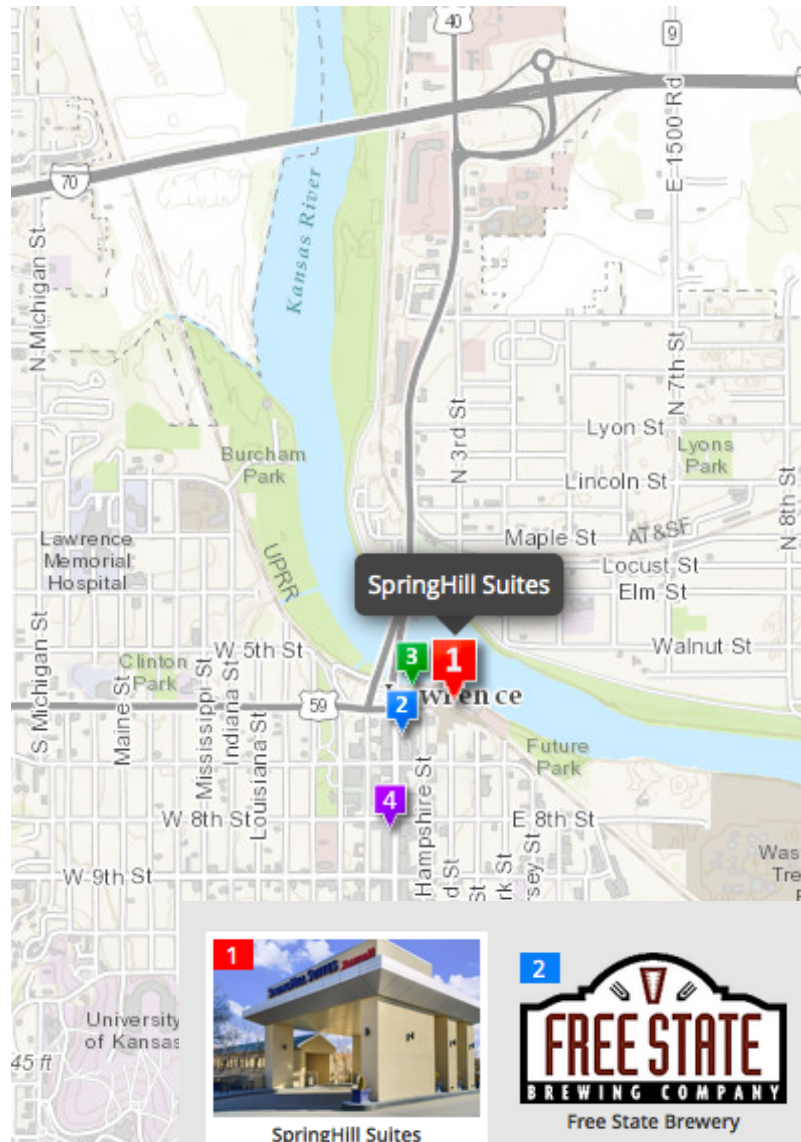 40
9
E 1500 Rd
70
Kansas River
N Michigan St
N 7th St
N 3rd St
Lyon St
Lyons
Park
Burcham
Park
Lincoln St
N 8th St
Lawrence
Memorial
Hospital
Maple St
AT&SF
Locust St
UPRR
SpringHill Suites
Elm St
W 5th St
Walnut St
3
1
Clinton
Park
S Michigan St
Maine St
Mississippi St
Indiana St
Louisiana St
59
2
Future
Park
4
W 8th St
Hampshire St
E 8th St
W 9th St
University
of Kansas
45 ft
1
SPRINGHILL SUITES Marriott
SpringHill Suites
2
FREE STATE
BREWING COMPANY
Free State Brewery